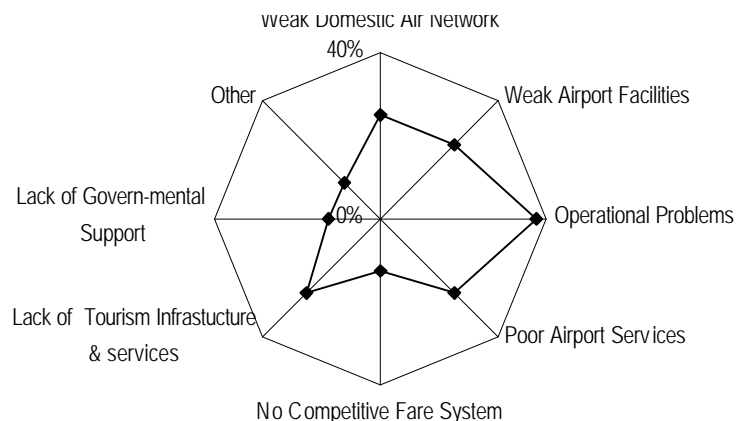 Weak Domestic Air Network
40%
Other
Weak Airport Facilities
Lack of Govern-mental
Support
0%
Operational Problems
Lack of Tourism Infrastucture
& services
Poor Airport Services
No Competitive Fare System